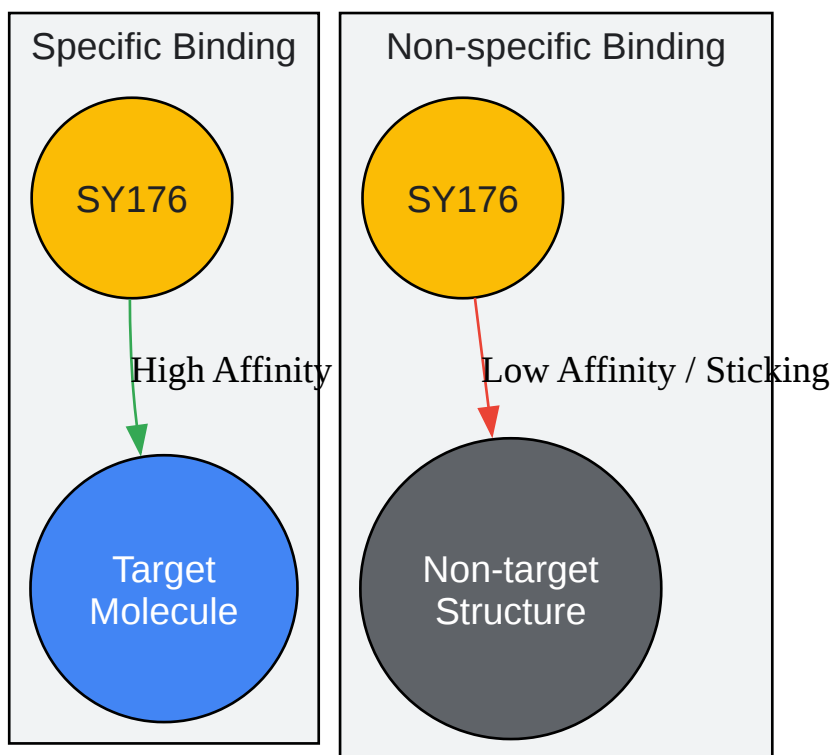 Specific Binding
SY176
High Affinity
Target
Molecule
Non-specific Binding
SY176
Low Affinity / Sticking
Non-target
Structure